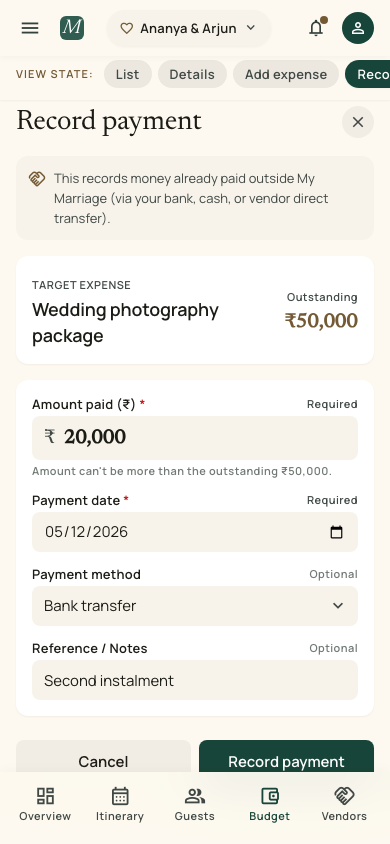 M
Ananya & Arjun
VIEW STATE:
List
Details
Add expense
Reco
Record payment
This records money already paid outside My
Marriage (via your bank, cash, or vendor direct
transfer).
TARGET EXPENSE
Wedding photography
package
Outstanding
₹50,000
Amount paid (₹) *
Required
₹ 20,000
Amount can't be more than the outstanding ₹50,000.
Payment date *
Required
05/12/2026
Payment method
Optional
Bank transfer
Reference / Notes
Optional
Second instalment
Cancel
Record payment
Overview
Itinerary
Guests
Budget
Vendors